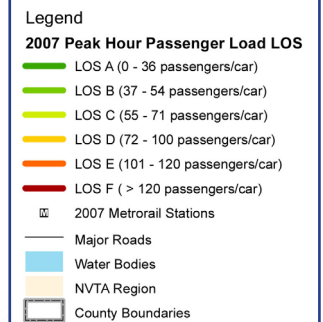 Legend
2007 Peak Hour Passenger Load LOS
LOS A (0 - 36 passengers/car)
LOS B (37 - 54 passengers/car)
LOS C (55 - 71 passengers/car)
LOS D (72 - 100 passengers/car)
LOS E (101 - 120 passengers/car)
LOS F ( > 120 passengers/car)
M 2007 Metrorail Stations
Major Roads
Water Bodies
NVTA Region
County Boundaries